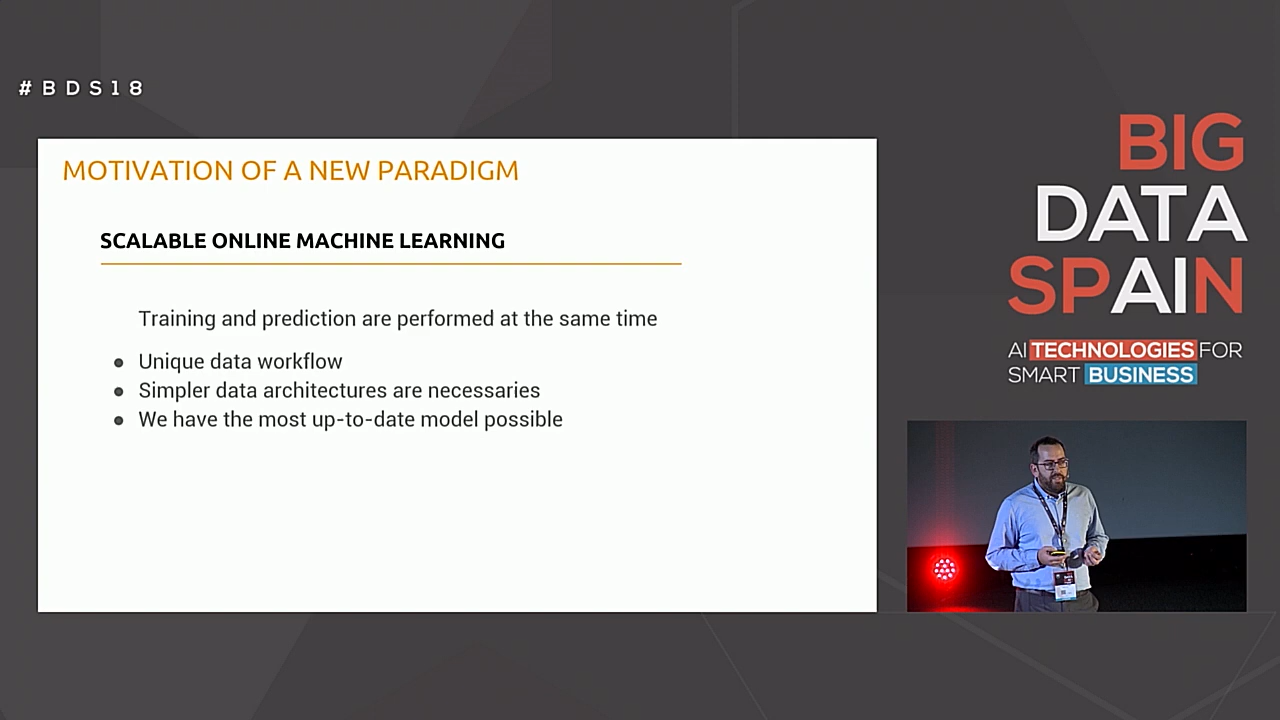 #BDS18
MOTIVATION OF A NEW PARADIGM
SCALABLE ONLINE MACHINE LEARNING
Training and prediction are performed at the same time
Unique data workflow
Simpler data architectures are necessaries
We have the most up-to-date model possible
BIG
DATA
SPAIN
AI TECHNOLOGIES FOR
SMART BUSINESS